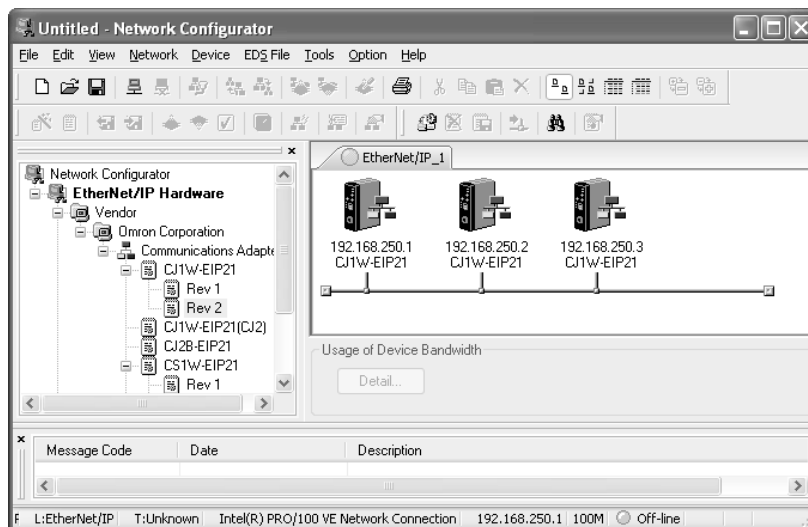 Untitled - Network Configurator
File Edit View Network Device EDS File Tools Option Help
Network Configurator
EtherNet/IP Hardware
Vendor
Omron Corporation
Communications Adapte
CJ1W-EIP21
Rev 1
Rev 2
CJ1W-EIP21(CJ2)
CJ2B-EIP21
CS1W-EIP21
Rev 1
EtherNet/IP_1
192.168.250.1 192.168.250.2 192.168.250.3
CJ1W-EIP21 CJ1W-EIP21 CJ1W-EIP21
Usage of Device Bandwidth
Detail...
Message Code Date Description
L:EtherNet/IP T:Unknown Intel(R) PRO/100 VE Network Connection 192.168.250.1 100M Off-line